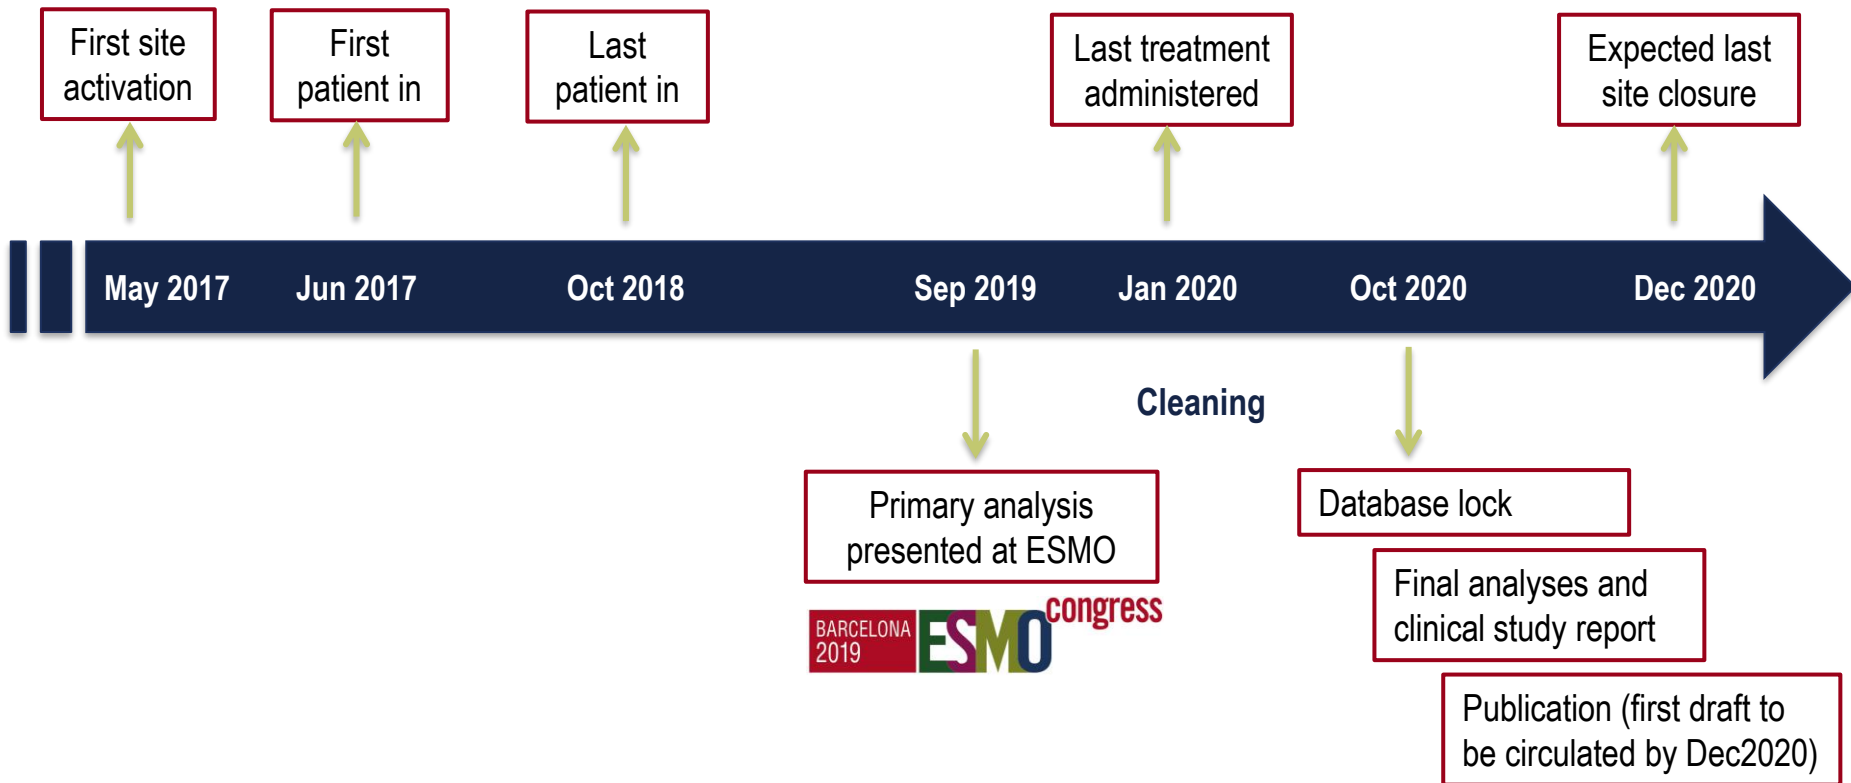 First site
activation
First
patient in
Last
patient in
Last treatment
administered
Expected last
site closure
May 2017
Jun 2017
Oct 2018
Sep 2019
Jan 2020
Oct 2020
Dec 2020
Cleaning
Primary analysis
presented at ESMO
BARCELONA
2019
ESMO congress
Database lock
Final analyses and
clinical study report
Publication (first draft to
be circulated by Dec2020)